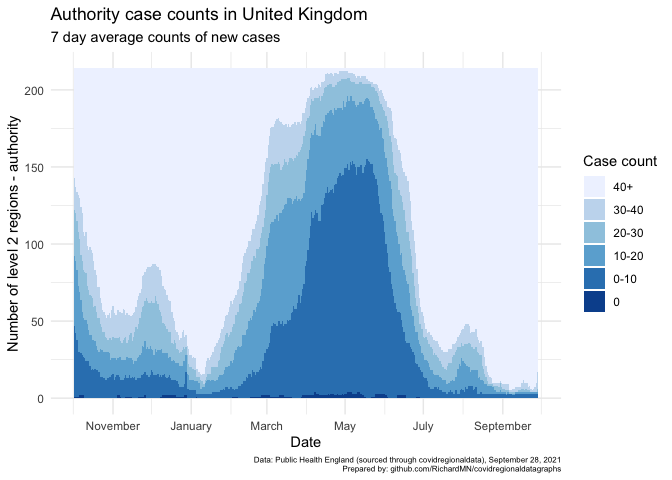 Authority case counts in United Kingdom
7 day average counts of new cases
Number of level 2 regions - authority
200
150
100
50
0
November January March May July September
Date
Case count
40+
30-40
20-30
10-20
0-10
0
Data: Public Health England (sourced through covidregionaldata), September 28, 2021
Prepared by: github.com/RichardMN/covidregionaldatagraphs